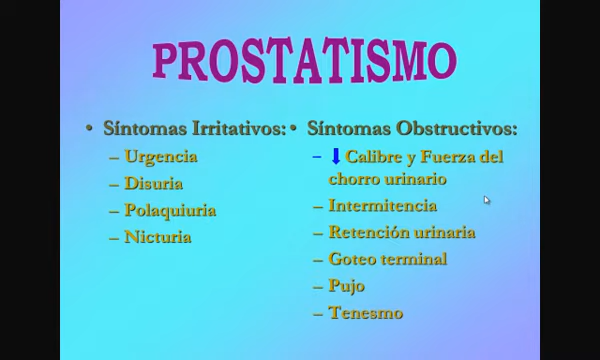 PROSTATISMO
• Síntomas Irritativos:
– Urgencia
– Disuria
– Polaquiuria
– Nicturia
• Síntomas Obstructivos:
– ⬇Calibre y Fuerza del
chorro urinario
– Intermitencia
– Retención urinaria
– Goteo terminal
– Pujo
– Tenesmo